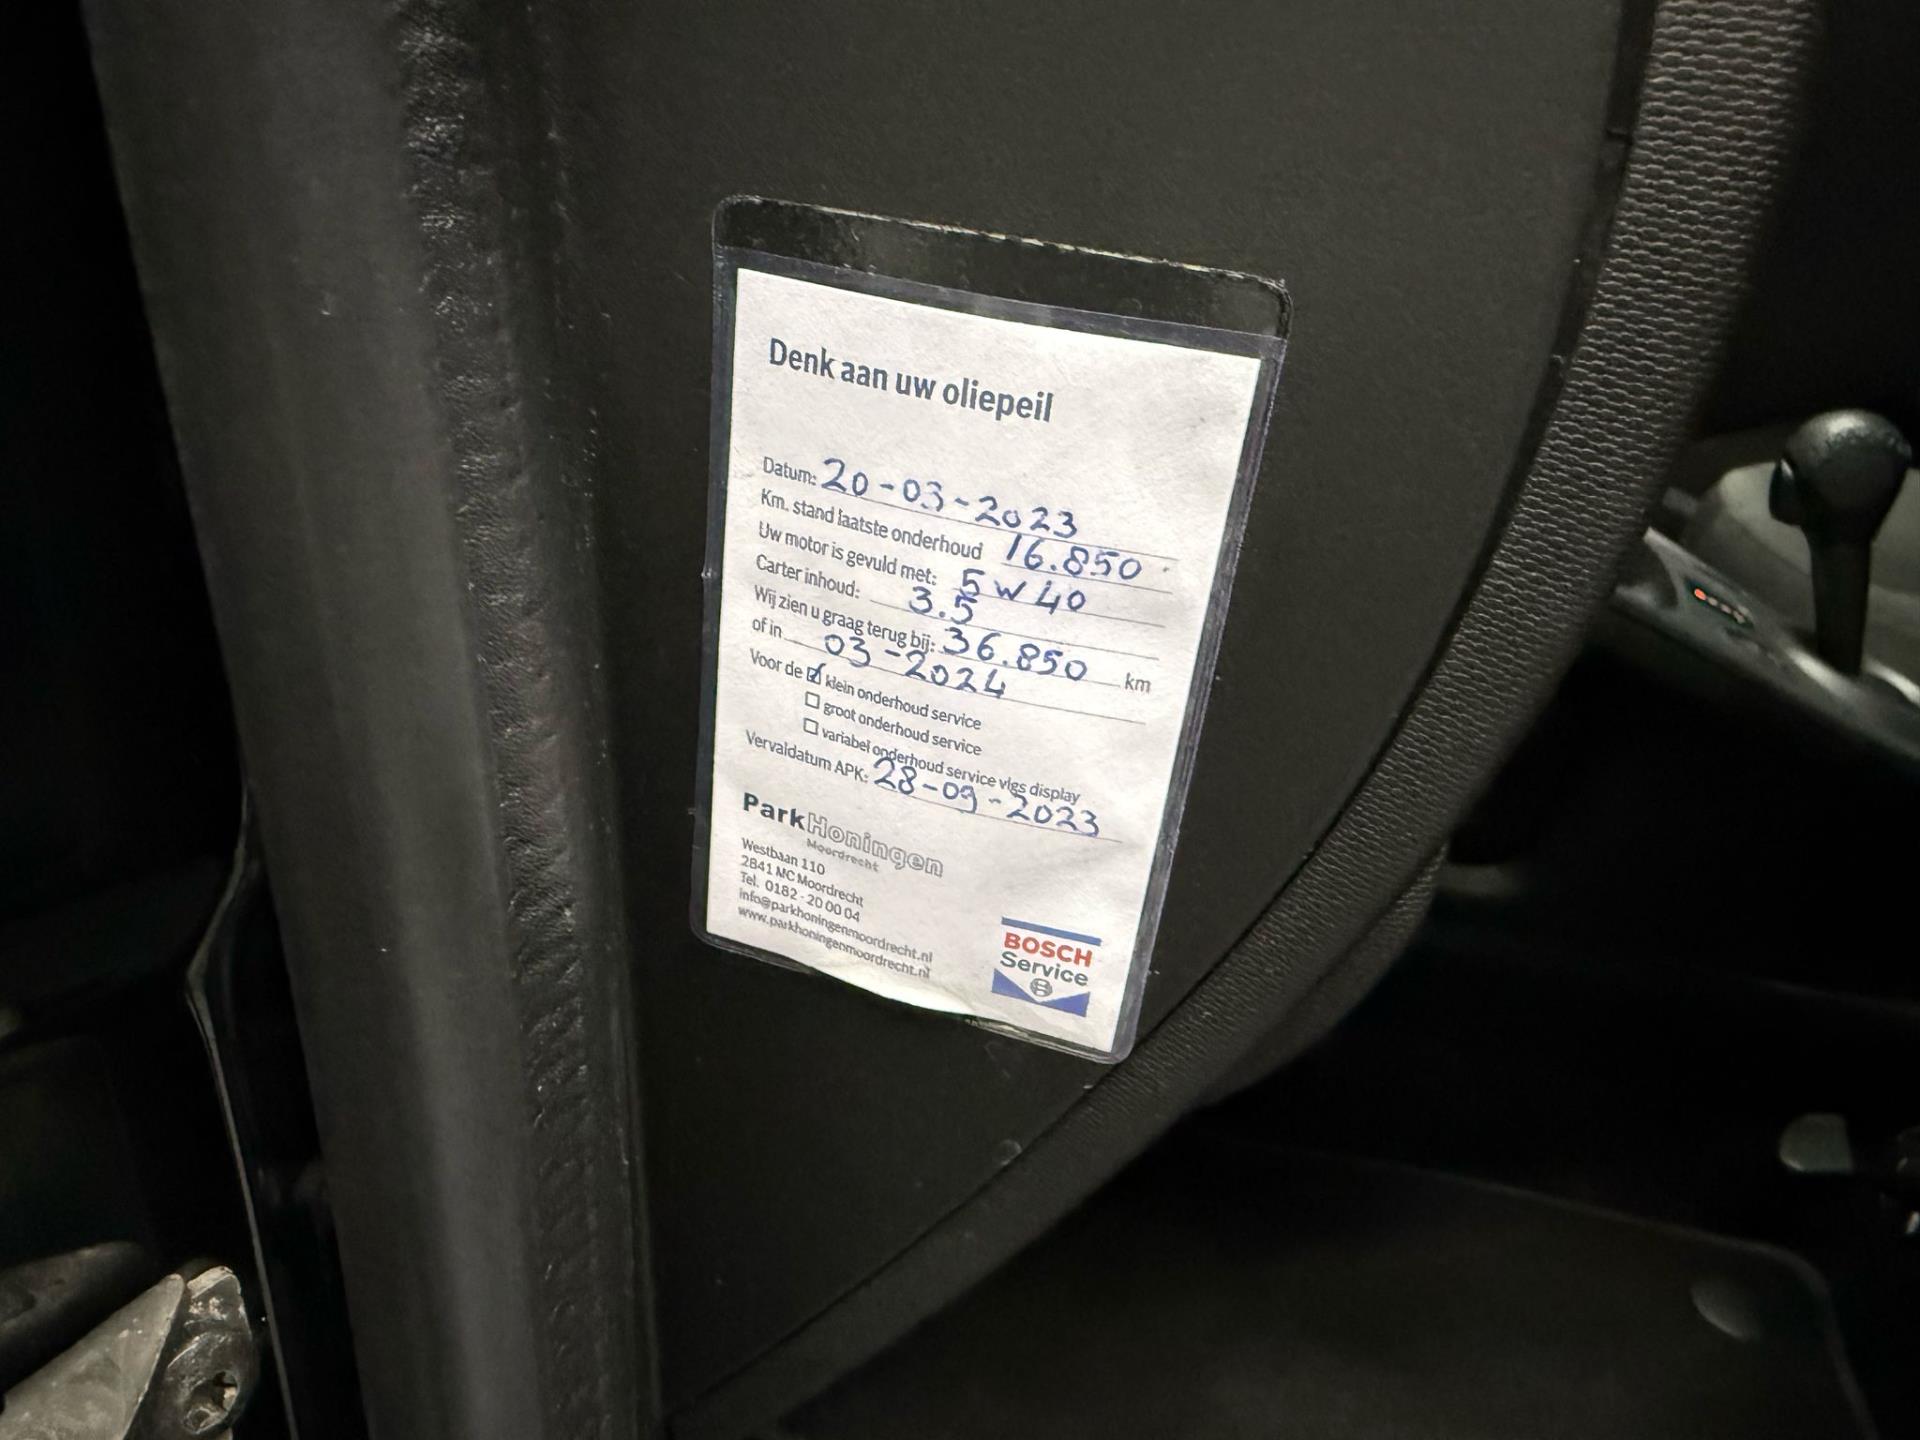 Denk aan uw oliepeil
Datum: 20-03-2023
Km. stand laatste onderhoud 16.850
Uw motor is gevuld met: 5W40
Carter inhoud: 3.5
Wij zien u graag terug bij: 36.850 km
of in 03-2024
Voor de klein onderhoud service
groot onderhoud service
variabel onderhoud service vlgs display
Vervaldatum APK: 28-09-2023
ParkHoningen
Moordrecht
Westbaan 110
2841 MC Moordrecht
Tel. 0182 - 20 00 04
info@parkhoningenmoordrecht.nl
www.parkhoningenmoordrecht.nl
BOSCH
Service